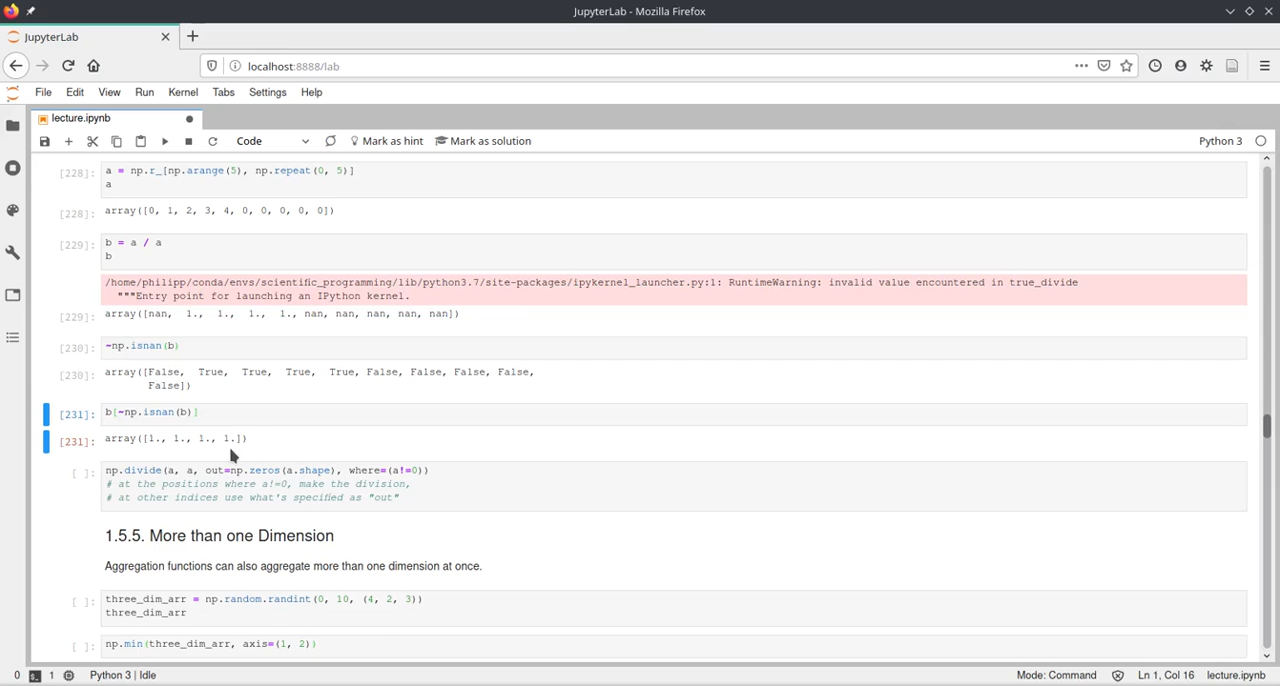 JupyterLab - Mozilla Firefox
JupyterLab
localhost:8888/lab
File Edit View Run Kernel Tabs Settings Help
lecture.ipynb
Code Mark as hint Mark as solution Python 3
[228]: a = np.r_[np.arange(5), np.repeat(0, 5)]
a
[228]: array([0, 1, 2, 3, 4, 0, 0, 0, 0, 0])
[229]: b = a / a
b
/home/philipp/conda/envs/scientific_programming/lib/python3.7/site-packages/ipykernel_launcher.py:1: RuntimeWarning: invalid value encountered in true_divide
"""Entry point for launching an IPython kernel.
[229]: array([nan, 1., 1., 1., 1., nan, nan, nan, nan, nan])
[230]: ~np.isnan(b)
[230]: array([False, True, True, True, True, False, False, False, False,
False])
[231]: b[~np.isnan(b)]
[231]: array([1., 1., 1., 1.])
[ ]: np.divide(a, a, out=np.zeros(a.shape), where=(a!=0))
# at the positions where a!=0, make the division,
# at other indices use what's specified as "out"
1.5.5. More than one Dimension
Aggregation functions can also aggregate more than one dimension at once.
[ ]: three_dim_arr = np.random.randint(0, 10, (4, 2, 3))
three_dim_arr
[ ]: np.min(three_dim_arr, axis=(1, 2))
0 1 Python 3 | Idle Mode: Command Ln 1, Col 16 lecture.ipynb